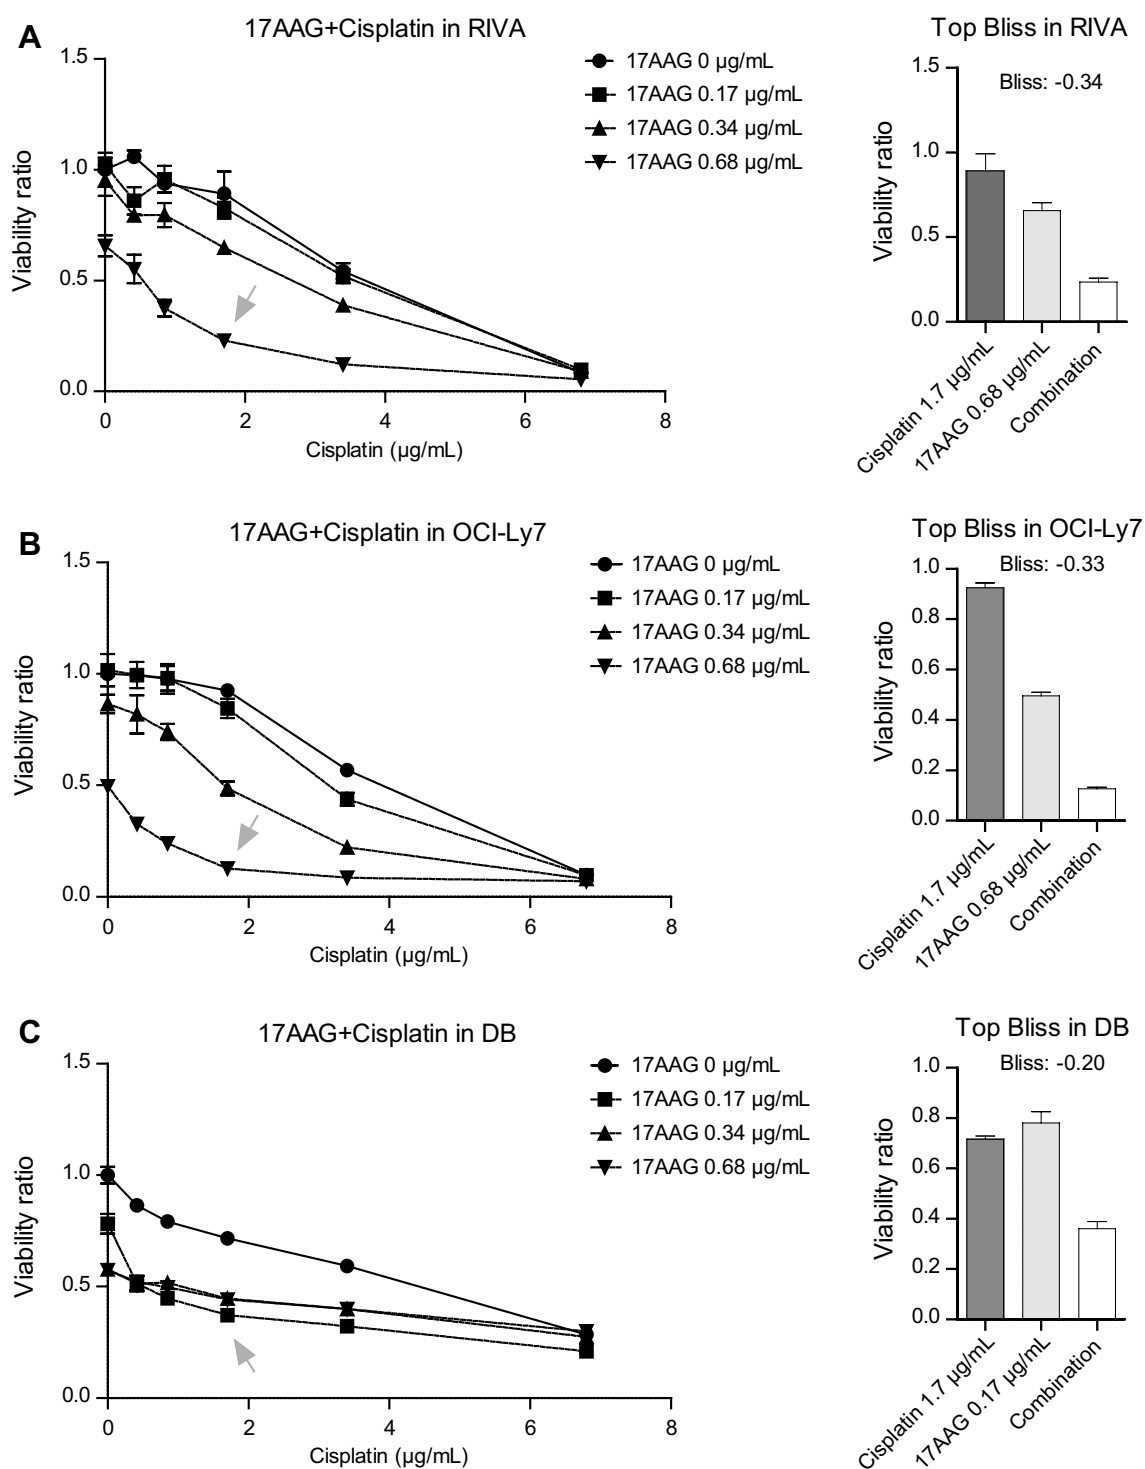 A
17AAG+Cisplatin in RIVA
1.5
1.0
0.5
0.0
Viability ratio
0 2 4 6 8
Cisplatin (µg/mL)
17AAG 0 µg/mL
17AAG 0.17 µg/mL
17AAG 0.34 µg/mL
17AAG 0.68 µg/mL
Top Bliss in RIVA
Bliss: -0.34
1.5
1.0
0.5
0.0
Viability ratio
Cisplatin 1.7 µg/mL
17AAG 0.68 µg/mL
Combination
B
17AAG+Cisplatin in OCI-Ly7
1.5
1.0
0.5
0.0
Viability ratio
0 2 4 6 8
Cisplatin (µg/mL)
17AAG 0 µg/mL
17AAG 0.17 µg/mL
17AAG 0.34 µg/mL
17AAG 0.68 µg/mL
Top Bliss in OCI-Ly7
Bliss: -0.33
1.0
0.8
0.6
0.4
0.2
0.0
Viability ratio
Cisplatin 1.7 µg/mL
17AAG 0.68 µg/mL
Combination
C
17AAG+Cisplatin in DB
1.5
1.0
0.5
0.0
Viability ratio
0 2 4 6 8
Cisplatin (µg/mL)
17AAG 0 µg/mL
17AAG 0.17 µg/mL
17AAG 0.34 µg/mL
17AAG 0.68 µg/mL
Top Bliss in DB
Bliss: -0.20
1.0
0.8
0.6
0.4
0.2
0.0
Viability ratio
Cisplatin 1.7 µg/mL
17AAG 0.17 µg/mL
Combination